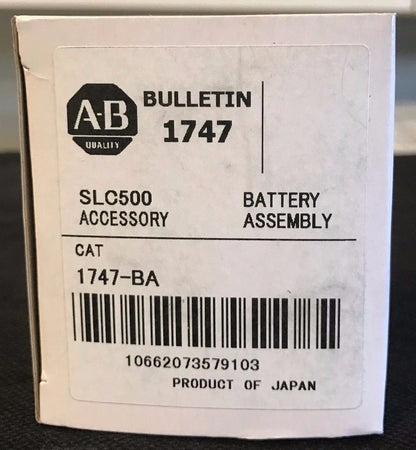 A-B
QUALITY
BULLETIN
1747
SLC500 BATTERY
ACCESSORY ASSEMBLY
CAT
1747-BA
10662073579103
PRODUCT OF JAPAN